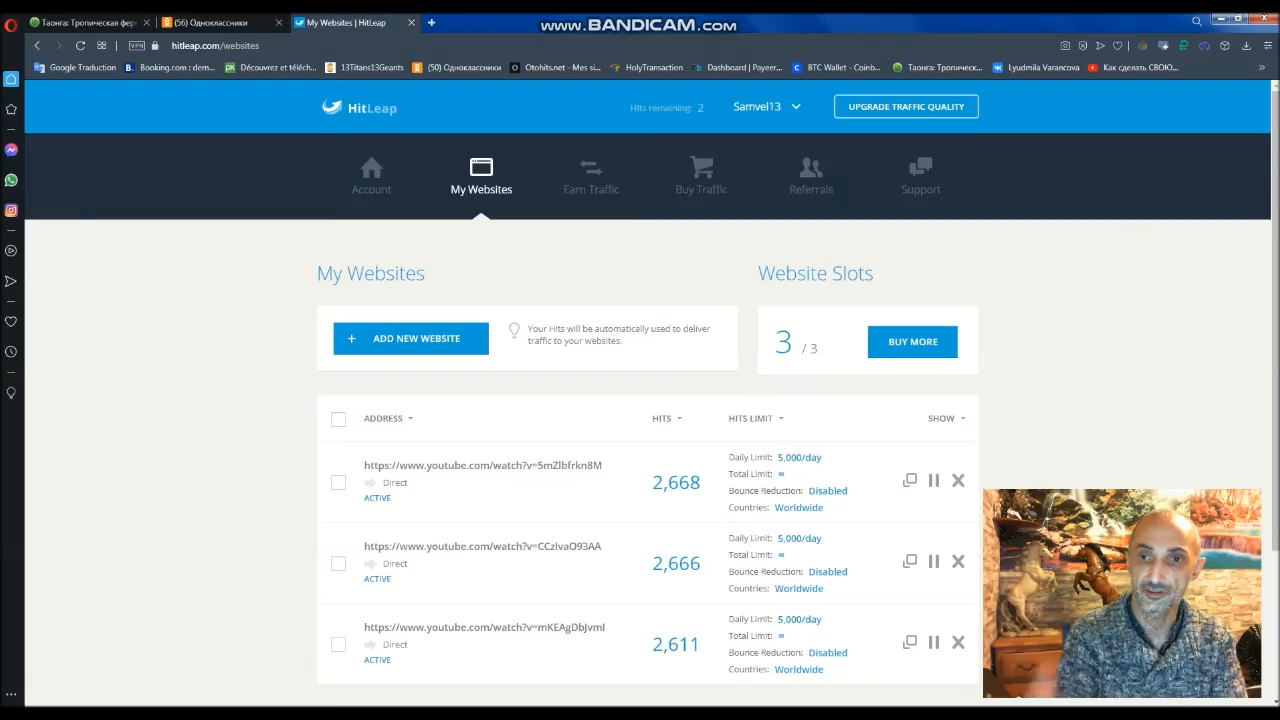 Таонга: Тропическая фер
(56) Одноклассники
My Websites | HitLeap
www.BANDICAM.com
VPN
hitleap.com/websites
Google Traduction
Booking.com : dern...
Découvrez et téléch...
13Titans13Geants
(50) Одноклассники
Otohits.net - Mes si...
HolyTransaction
Dashboard | Payeer...
BTC Wallet - Coinb...
Таонга: Тропическ...
Lyudmila Varancova
Как сделать СВОЮ...
HitLeap
Hits remaining: 2
Samvel13
UPGRADE TRAFFIC QUALITY
Account
My Websites
Earn Traffic
Buy Traffic
Referrals
Support
My Websites
Website Slots
+ ADD NEW WEBSITE
Your Hits will be automatically used to deliver
traffic to your websites.
3 / 3
BUY MORE
ADDRESS
HITS
HITS LIMIT
SHOW
https://www.youtube.com/watch?v=5mZlbfrkn8M
Direct
ACTIVE
2,668
Daily Limit: 5,000/day
Total Limit: ∞
Bounce Reduction: Disabled
Countries: Worldwide
https://www.youtube.com/watch?v=CCzIvaO93AA
Direct
ACTIVE
2,666
Daily Limit: 5,000/day
Total Limit: ∞
Bounce Reduction: Disabled
Countries: Worldwide
https://www.youtube.com/watch?v=mKEAgDbJvmI
Direct
ACTIVE
2,611
Daily Limit: 5,000/day
Total Limit: ∞
Bounce Reduction: Disabled
Countries: Worldwide